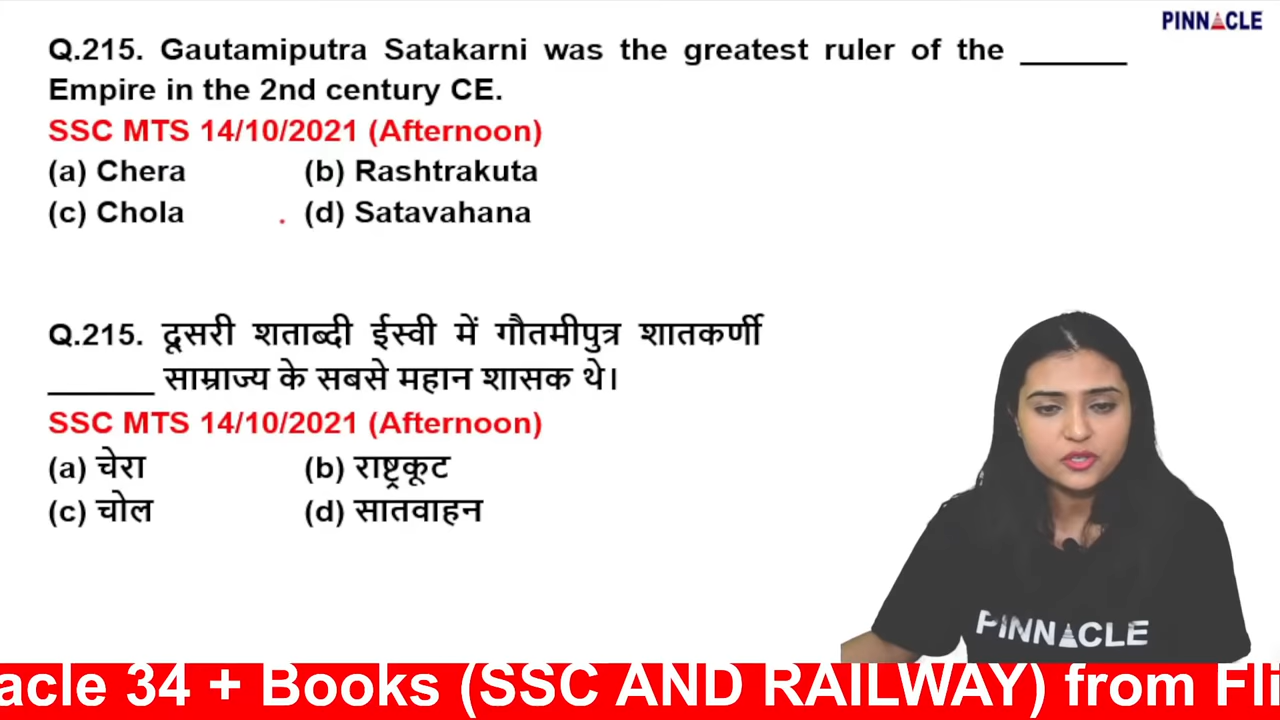 PINNACLE
Q.215. Gautamiputra Satakarni was the greatest ruler of the ______
Empire in the 2nd century CE.
SSC MTS 14/10/2021 (Afternoon)
(a) Chera (b) Rashtrakuta
(c) Chola . (d) Satavahana
Q.215. दूसरी शताब्दी ईस्वी में गौतमीपुत्र शातकर्णी
______ साम्राज्य के सबसे महान शासक थे।
SSC MTS 14/10/2021 (Afternoon)
(a) चेरा (b) राष्ट्रकूट
(c) चोल (d) सातवाहन
PINNACLE
acle 34 + Books (SSC AND RAILWAY) from Fli